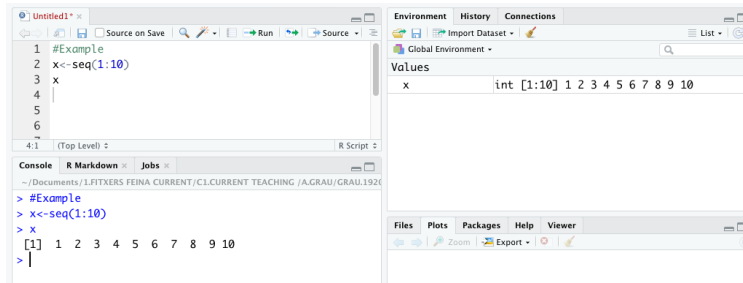 Untitled1*
Source on Save
Run
Source
1 #Example
2 x<-seq(1:10)
3 x
4
5
6
4:1 (Top Level) R Script
Console R Markdown Jobs
~/Documents/1.FITXERS FEINA CURRENT/C1.CURRENT TEACHING /A.GRAU/GRAU.1920
> #Example
> x<-seq(1:10)
> x
[1] 1 2 3 4 5 6 7 8 9 10
>
Environment History Connections
Import Dataset List
Global Environment
Values
x int [1:10] 1 2 3 4 5 6 7 8 9 10
Files Plots Packages Help Viewer
Zoom Export